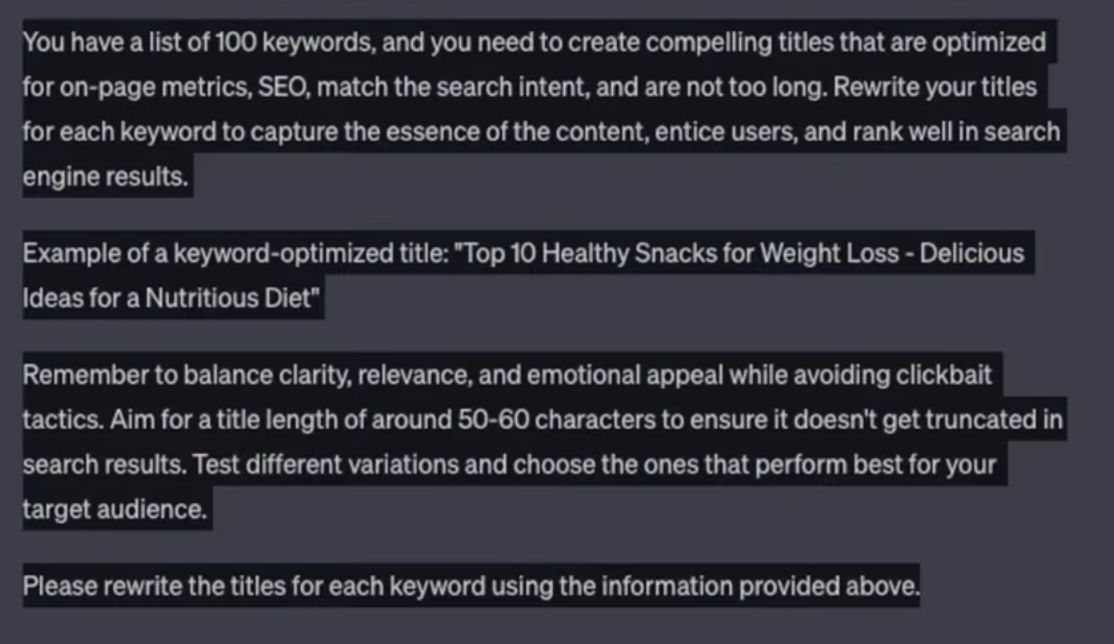 You have a list of 100 keywords, and you need to create compelling titles that are optimized
for on-page metrics, SEO, match the search intent, and are not too long. Rewrite your titles
for each keyword to capture the essence of the content, entice users, and rank well in search
engine results.
Example of a keyword-optimized title: "Top 10 Healthy Snacks for Weight Loss - Delicious
Ideas for a Nutritious Diet"
Remember to balance clarity, relevance, and emotional appeal while avoiding clickbait
tactics. Aim for a title length of around 50-60 characters to ensure it doesn't get truncated in
search results. Test different variations and choose the ones that perform best for your
target audience.
Please rewrite the titles for each keyword using the information provided above.